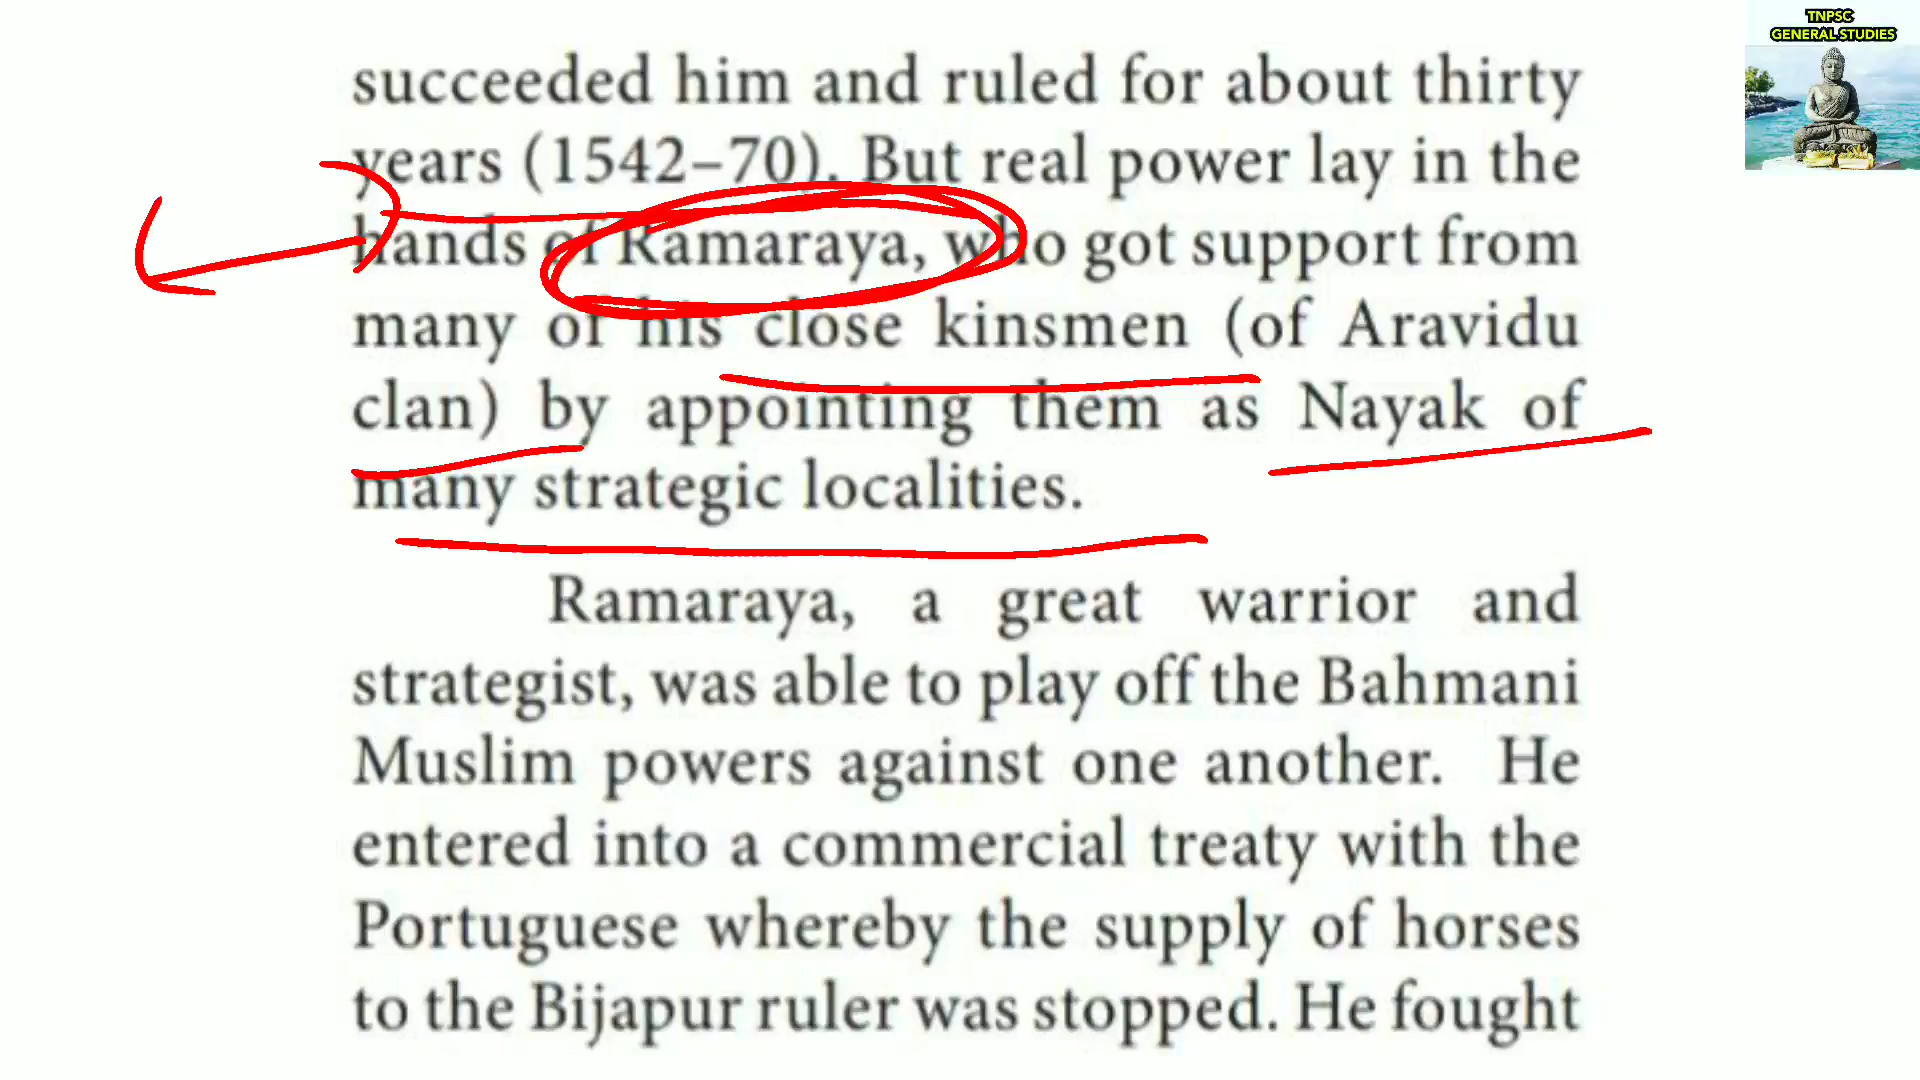 TNPSC
GENERAL STUDIES
succeeded him and ruled for about thirty
years (1542–70). But real power lay in the
hands of Ramaraya, who got support from
many of his close kinsmen (of Aravidu
clan) by appointing them as Nayak of
many strategic localities.
Ramaraya, a great warrior and
strategist, was able to play off the Bahmani
Muslim powers against one another. He
entered into a commercial treaty with the
Portuguese whereby the supply of horses
to the Bijapur ruler was stopped. He fought